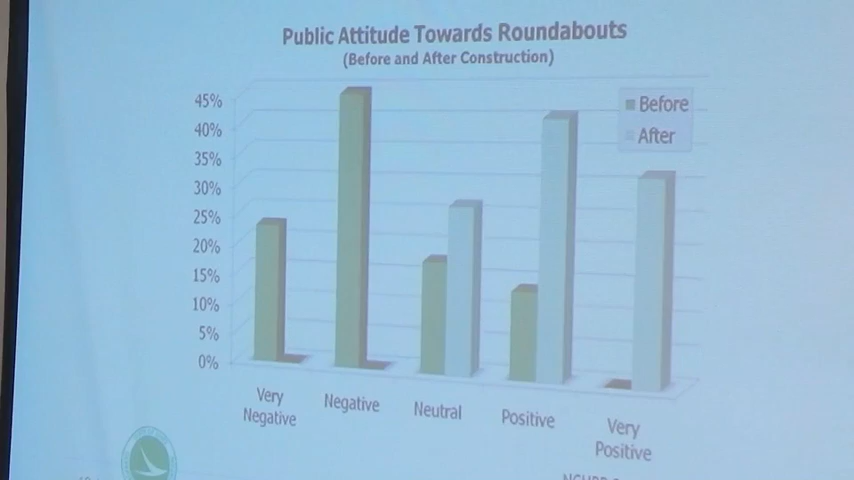 Public Attitude Towards Roundabouts
(Before and After Construction)
45%
40%
35%
30%
25%
20%
15%
10%
5%
0%
Before
After
Very
Negative
Negative
Neutral
Positive
Very
Positive